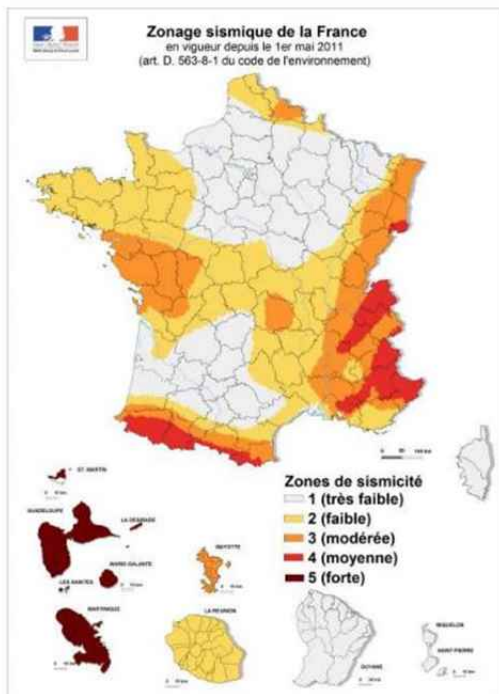 Zonage sismique de la France
en vigueur depuis le 1er mai 2011
(art. D. 563-8-1 du code de l'environnement)
Zones de sismicité
1 (très faible)
2 (faible)
3 (modérée)
4 (moyenne)
5 (forte)
ST. MARTIN
GUADELOUPE
LA DESIRADE
MARIE-GALANTE
LES SAINTES
MARTINIQUE
MAYOTTE
LA REUNION
GUYANE
MIQUELON
SAINT-PIERRE